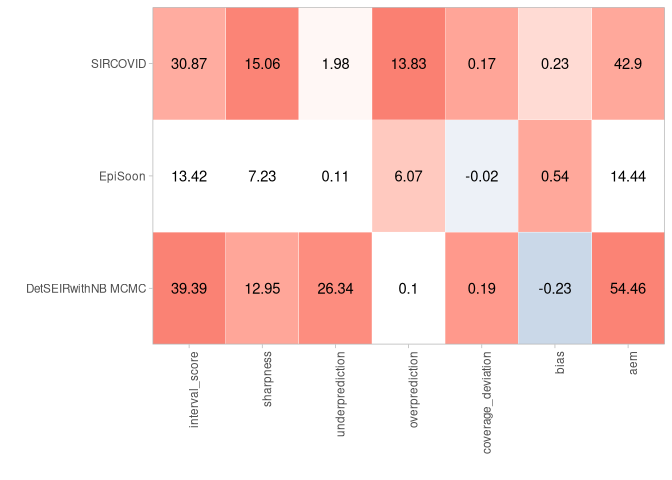 SIRCOVID 30.87 15.06 1.98 13.83 0.17 0.23 42.9
EpiSoon 13.42 7.23 0.11 6.07 -0.02 0.54 14.44
DetSEIRwithNB MCMC 39.39 12.95 26.34 0.1 0.19 -0.23 54.46
interval_score
sharpness
underprediction
overprediction
coverage_deviation
bias
aem